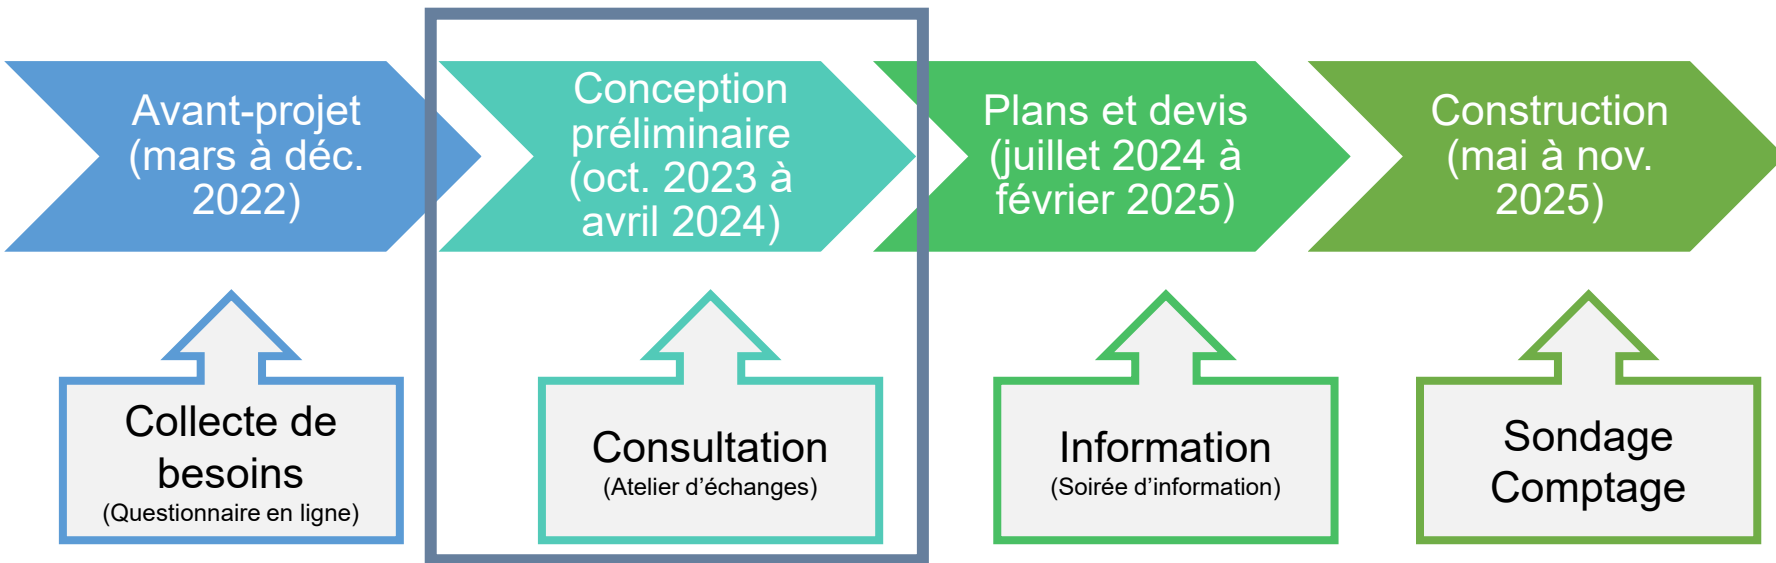 Avant-projet
(mars à déc.
2022)
Conception
préliminaire
(oct. 2023 à
avril 2024)
Plans et devis
(juillet 2024 à
février 2025)
Construction
(mai à nov.
2025)
Collecte de
besoins
(Questionnaire en ligne)
Consultation
(Atelier d’échanges)
Information
(Soirée d’information)
Sondage
Comptage